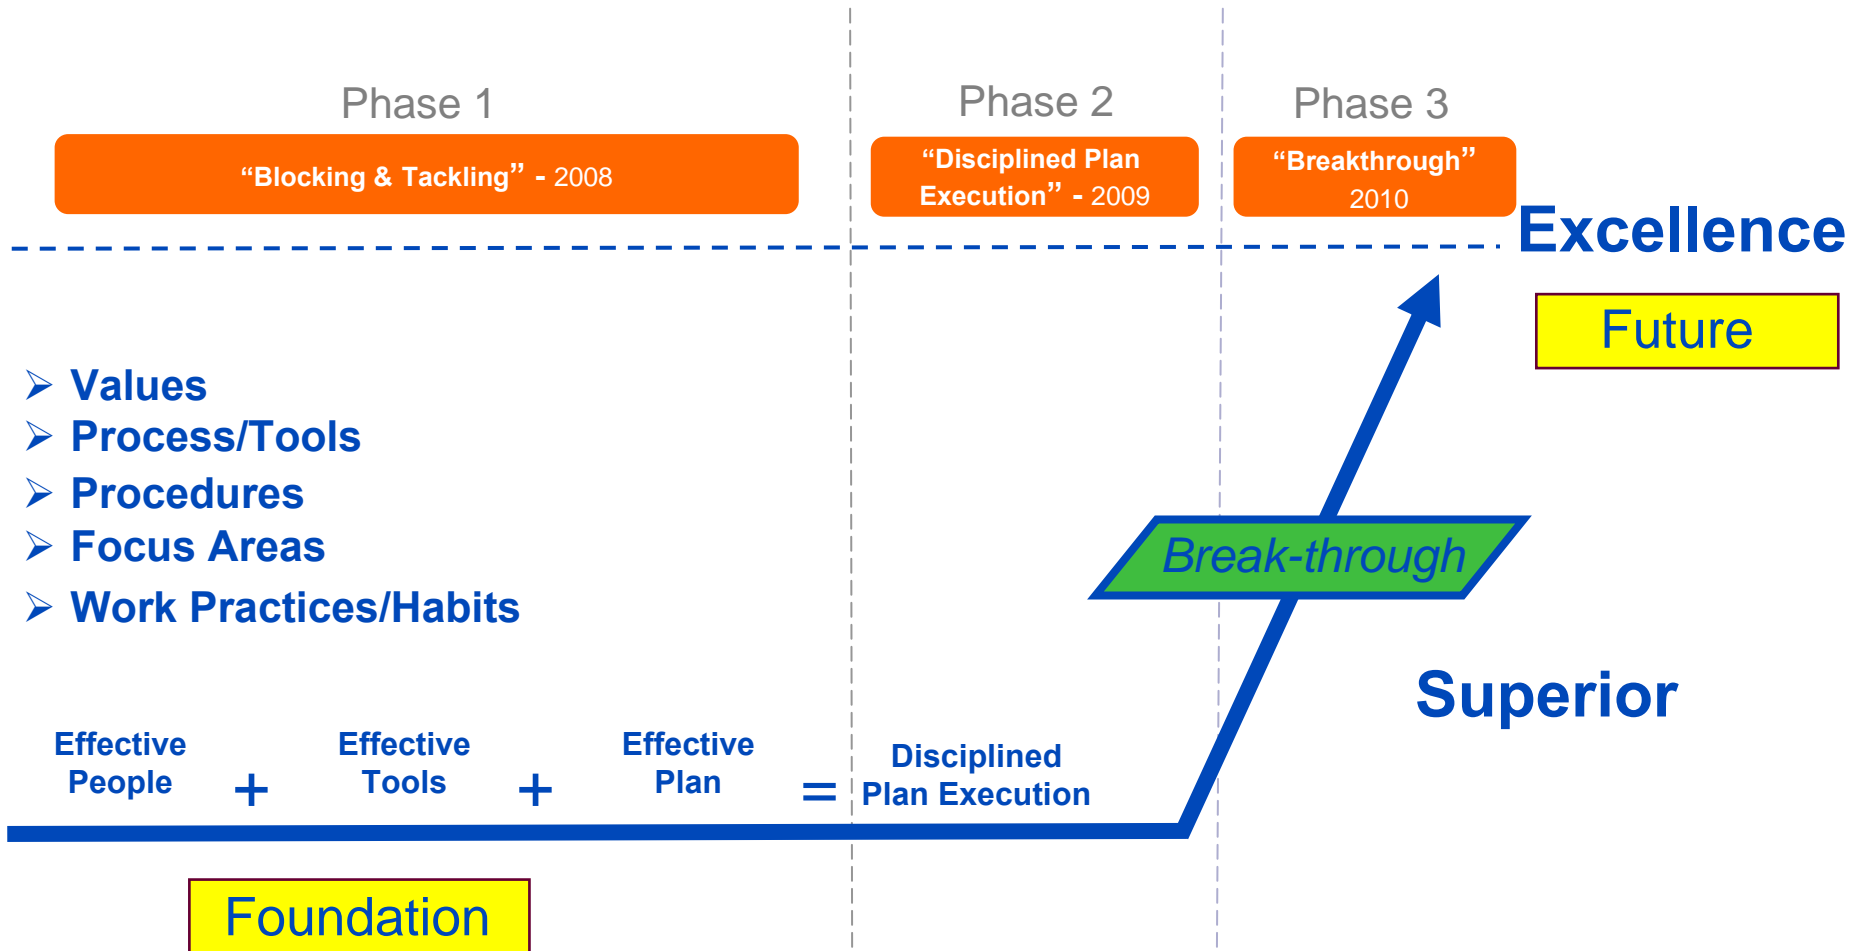 Phase 1
Phase 2
Phase 3
“Blocking & Tackling” - 2008
“Disciplined Plan
Execution” - 2009
“Breakthrough”
2010
Excellence
Future
➢ Values
➢ Process/Tools
➢ Procedures
➢ Focus Areas
➢ Work Practices/Habits
Break-through
Superior
Effective
People
+
Effective
Tools
+
Effective
Plan
=
Disciplined
Plan Execution
Foundation